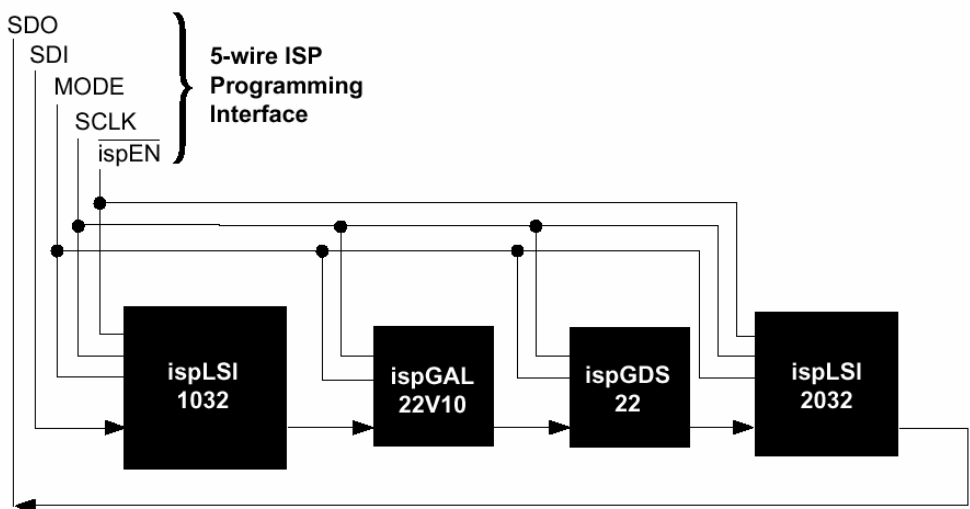 SDO
SDI
MODE
SCLK
ispEN
5-wire ISP
Programming
Interface
ispLSI
1032
ispGAL
22V10
ispGDS
22
ispLSI
2032